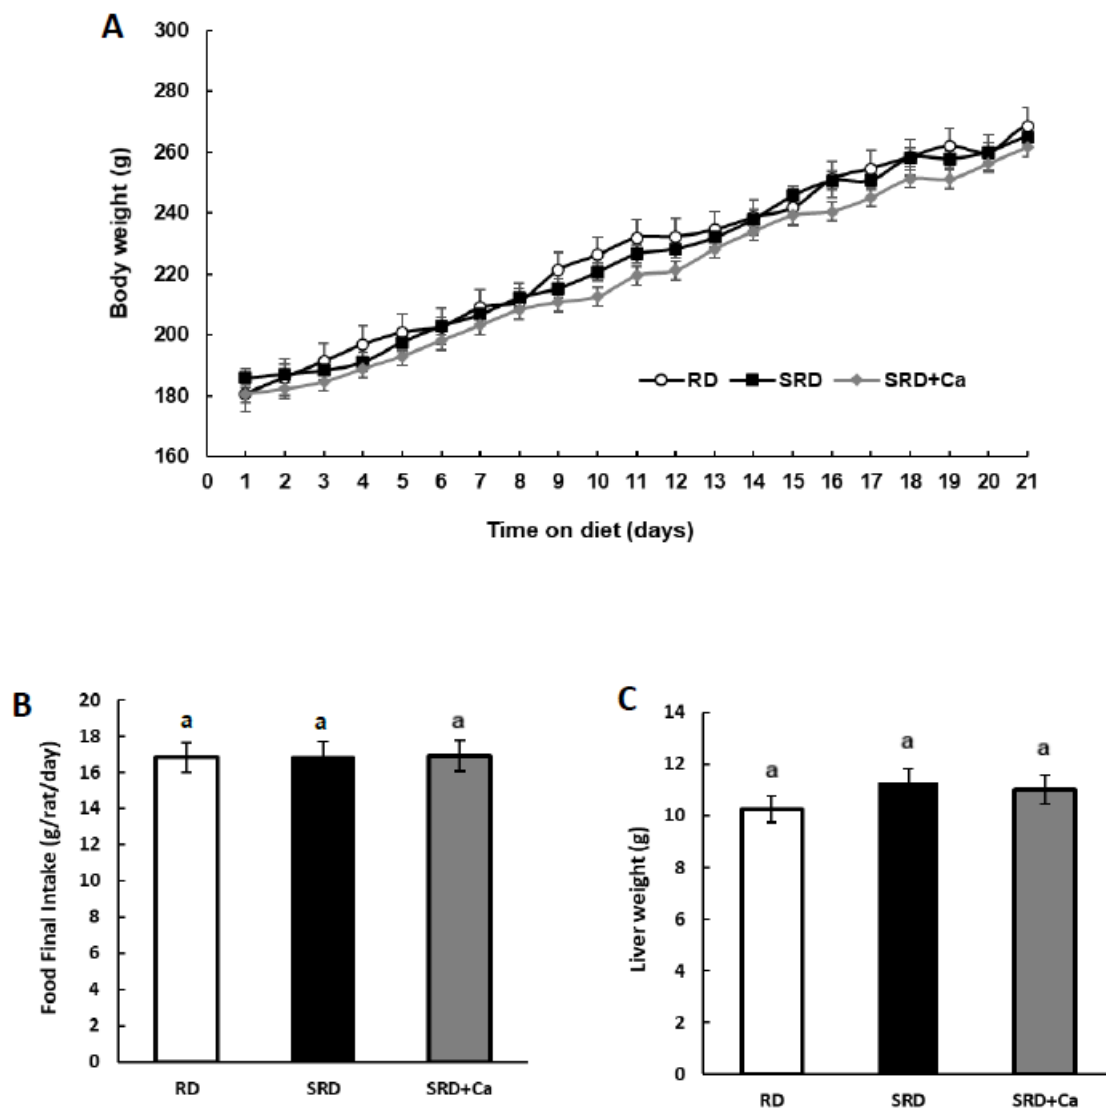 A
300
280
260
240
220
200
180
160
Body weight (g)
RD SRD SRD+Ca
0 1 2 3 4 5 6 7 8 9 10 11 12 13 14 15 16 17 18 19 20 21
Time on diet (days)
B
20
18
16
14
12
10
8
6
4
2
0
Food Final Intake (g/rat/day)
a a a
RD SRD SRD+Ca
C
14
12
10
8
6
4
2
0
Liver weight (g)
a a a
RD SRD SRD+Ca